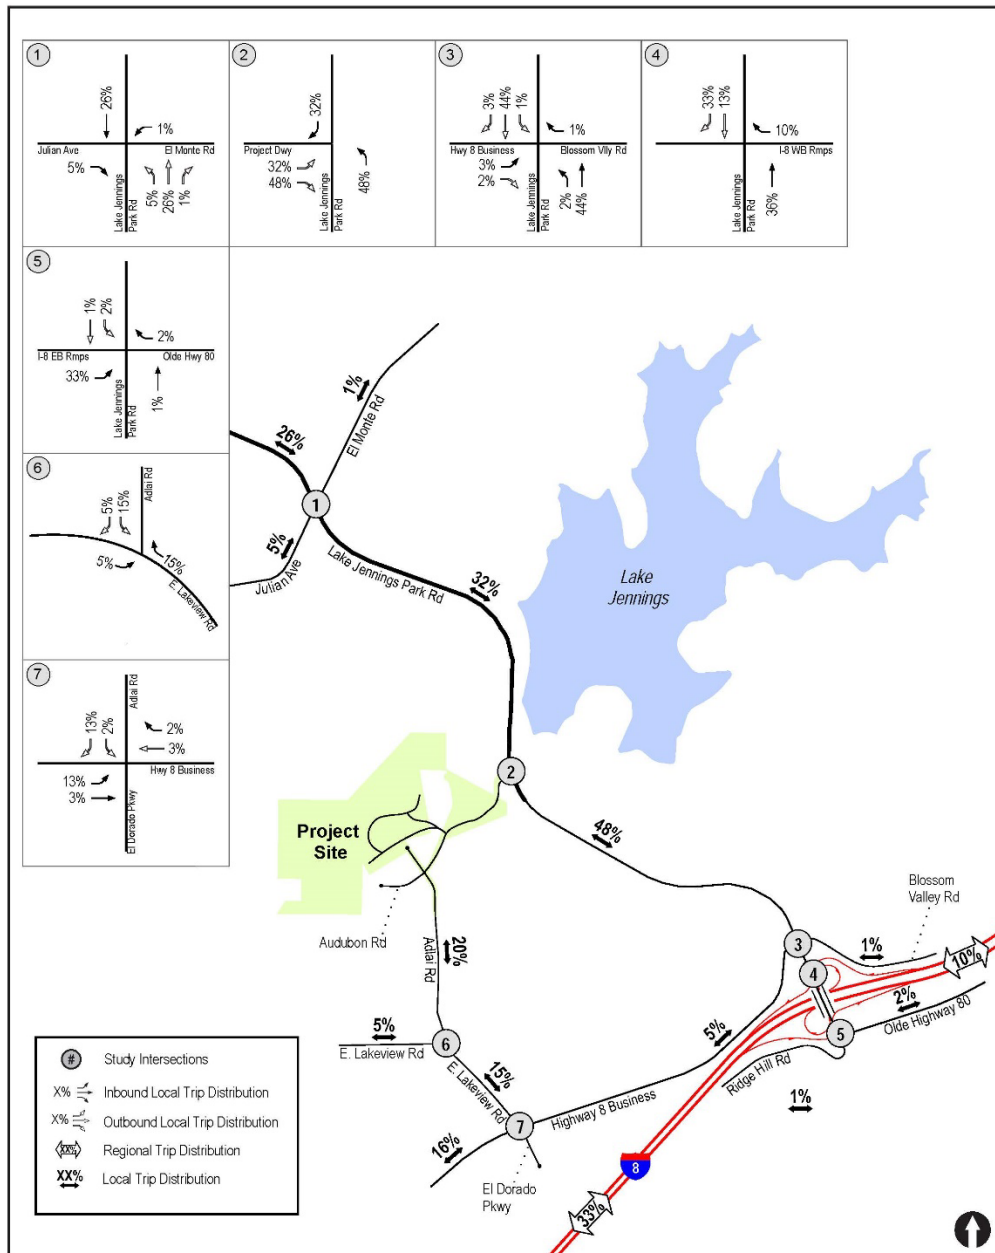 1
26%
1%
Julian Ave
El Monte Rd
5%
Lake Jennings
Park Rd
5%
26%
1%
2
32%
Project Dwy
32%
48%
Lake Jennings
Park Rd
48%
3
3%
44%
1%
1%
Hwy 8 Business
Blossom Vlly Rd
3%
2%
Lake Jennings
Park Rd
2%
44%
4
33%
13%
10%
I-8 WB Rmps
Lake Jennings
Park Rd
36%
5
1%
2%
2%
I-8 EB Rmps
Olde Hwy 80
33%
Lake Jennings
Park Rd
1%
6
Adlai Rd
5%
15%
5%
15%
E. Lakeview Rd
7
Adlai Rd
13%
2%
2%
3%
Hwy 8 Business
13%
3%
El Dorado Pkwy
1%
El Monte Rd
26%
1
5%
Julian Ave
Lake Jennings Park Rd
32%
Lake
Jennings
2
Project
Site
48%
Audubon Rd
Adlai Rd
20%
Blossom
Valley Rd
3
1%
10%
4
2%
Olde Highway 80
5
5%
Ridge Hill Rd
1%
5%
E. Lakeview Rd
6
15%
E. Lakeview Rd
Highway 8 Business
7
16%
El Dorado
Pkwy
8
33%
# Study Intersections
X% Inbound Local Trip Distribution
X% Outbound Local Trip Distribution
XX% Regional Trip Distribution
XX% Local Trip Distribution